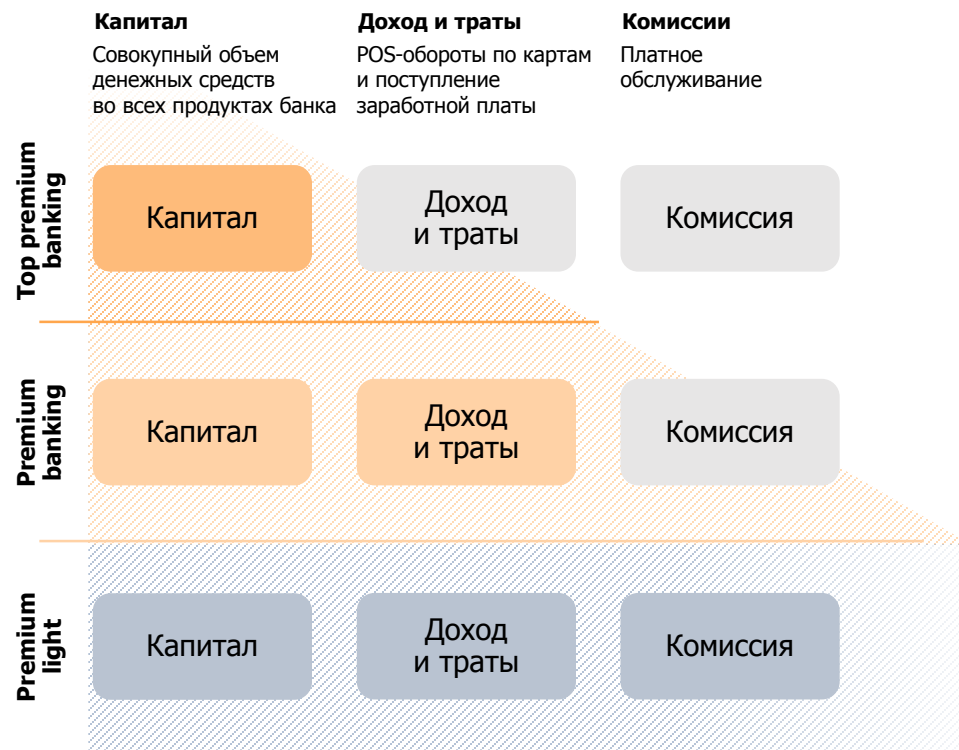 Капитал
Совокупный объем
денежных средств
во всех продуктах банка
Доход и траты
POS-обороты по картам
и поступление
заработной платы
Комиссии
Платное
обслуживание
Top premium
banking
Капитал
Доход
и траты
Комиссия
Premium
banking
Капитал
Доход
и траты
Комиссия
Premium
light
Капитал
Доход
и траты
Комиссия